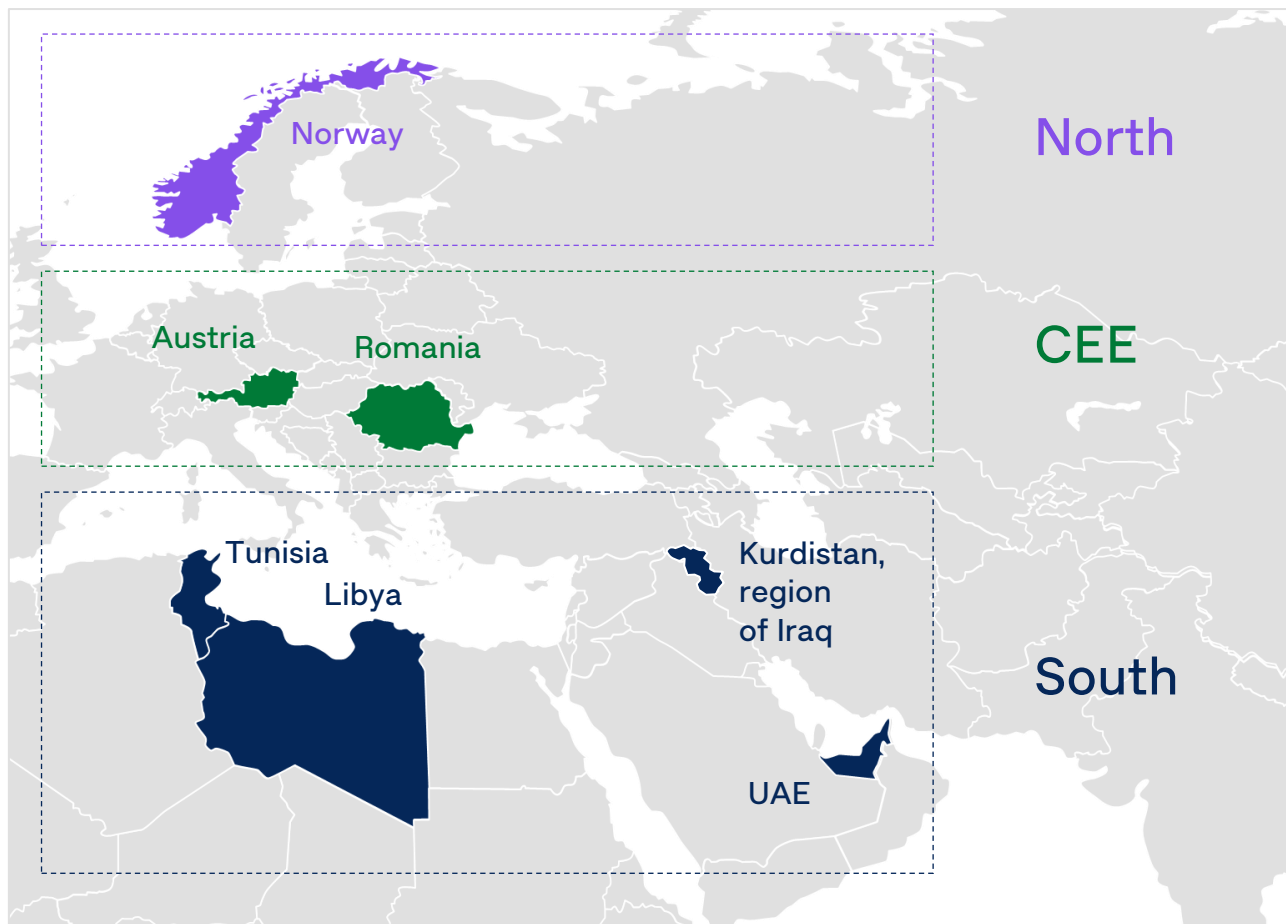 Norway
North
Austria
Romania
CEE
Tunisia
Libya
Kurdistan,
region
of Iraq
South
UAE